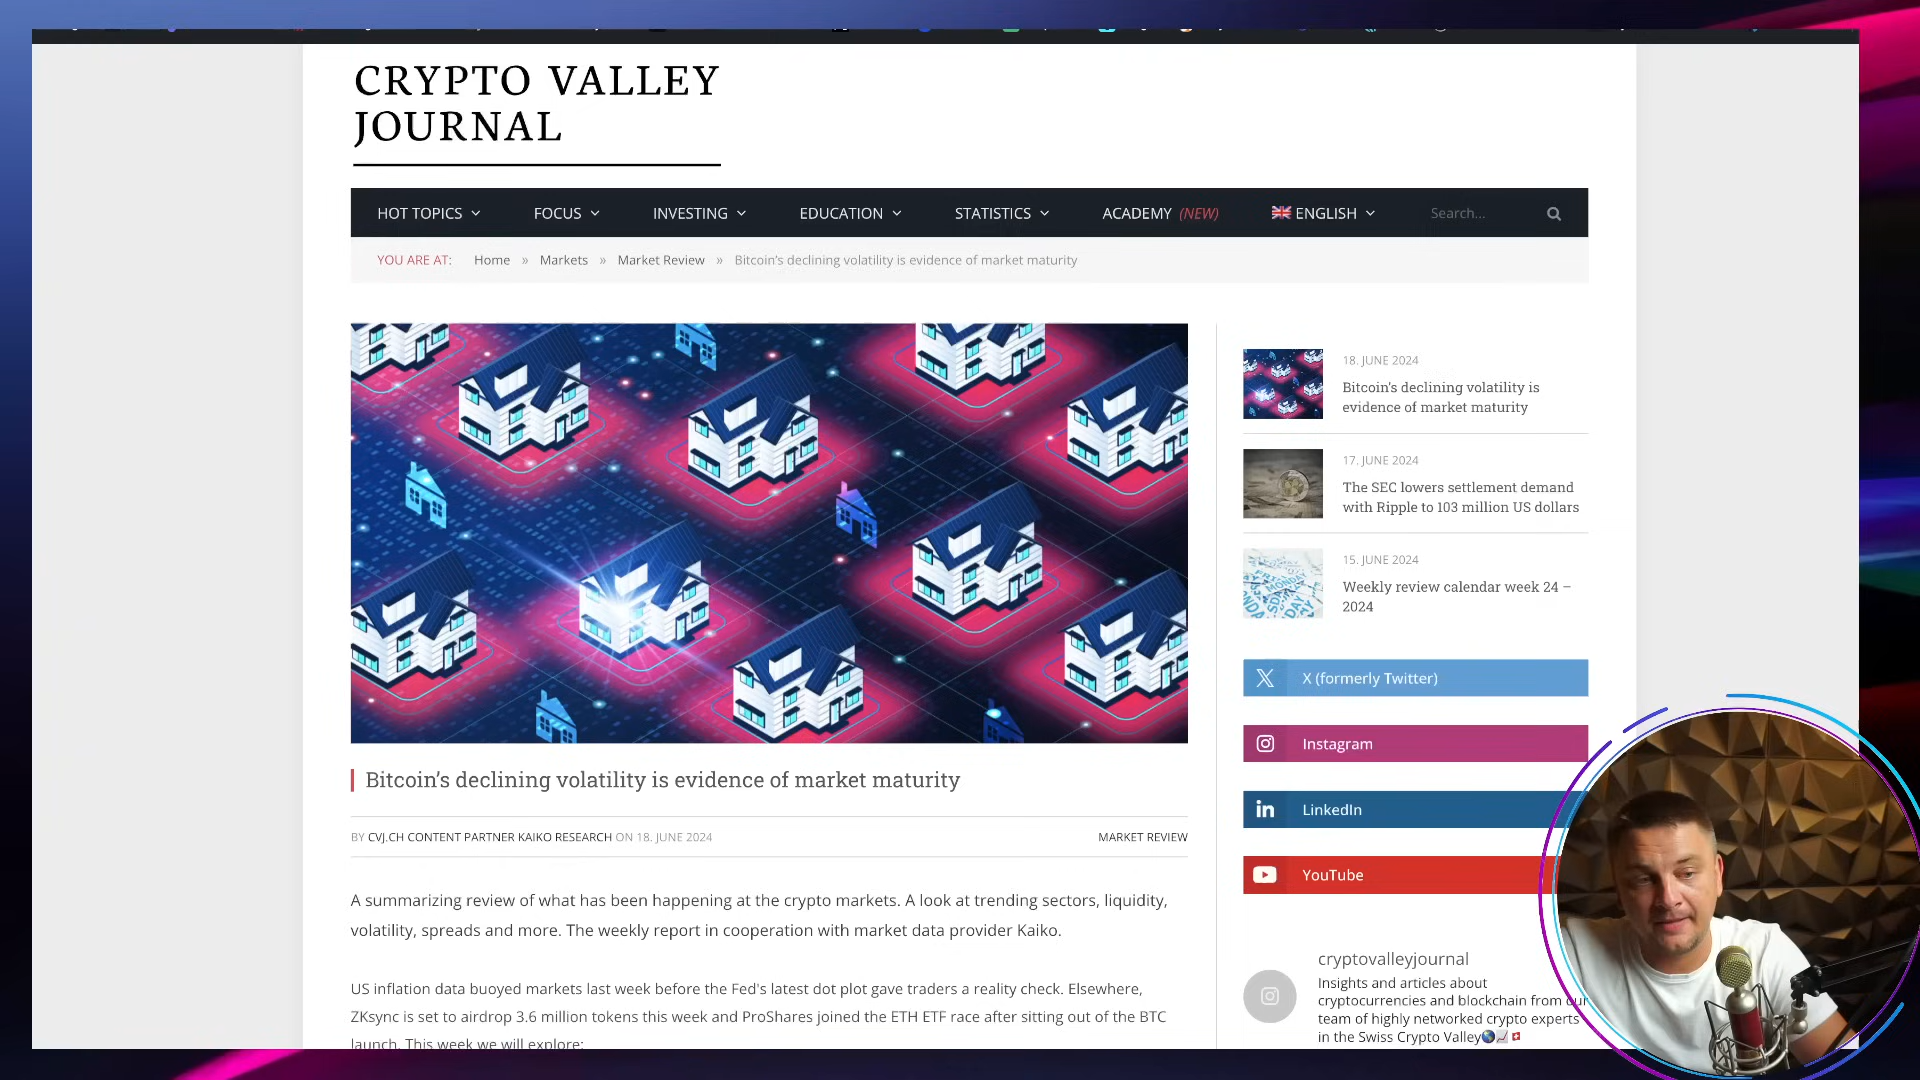 CRYPTO VALLEY
JOURNAL
HOT TOPICS
FOCUS
INVESTING
EDUCATION
STATISTICS
ACADEMY (NEW)
ENGLISH
Search...
YOU ARE AT: Home » Markets » Market Review » Bitcoin’s declining volatility is evidence of market maturity
Bitcoin’s declining volatility is evidence of market maturity
BY CVJ.CH CONTENT PARTNER KAIKO RESEARCH ON 18. JUNE 2024
MARKET REVIEW
A summarizing review of what has been happening at the crypto markets. A look at trending sectors, liquidity,
volatility, spreads and more. The weekly report in cooperation with market data provider Kaiko.
US inflation data buoyed markets last week before the Fed's latest dot plot gave traders a reality check. Elsewhere,
ZKsync is set to airdrop 3.6 million tokens this week and ProShares joined the ETH ETF race after sitting out of the BTC
launch. This week we will explore:
18. JUNE 2024
Bitcoin’s declining volatility is
evidence of market maturity
17. JUNE 2024
The SEC lowers settlement demand
with Ripple to 103 million US dollars
15. JUNE 2024
Weekly review calendar week 24 –
2024
X (formerly Twitter)
Instagram
LinkedIn
YouTube
cryptovalleyjournal
Insights and articles about
cryptocurrencies and blockchain from our
team of highly networked crypto experts
in the Swiss Crypto Valley